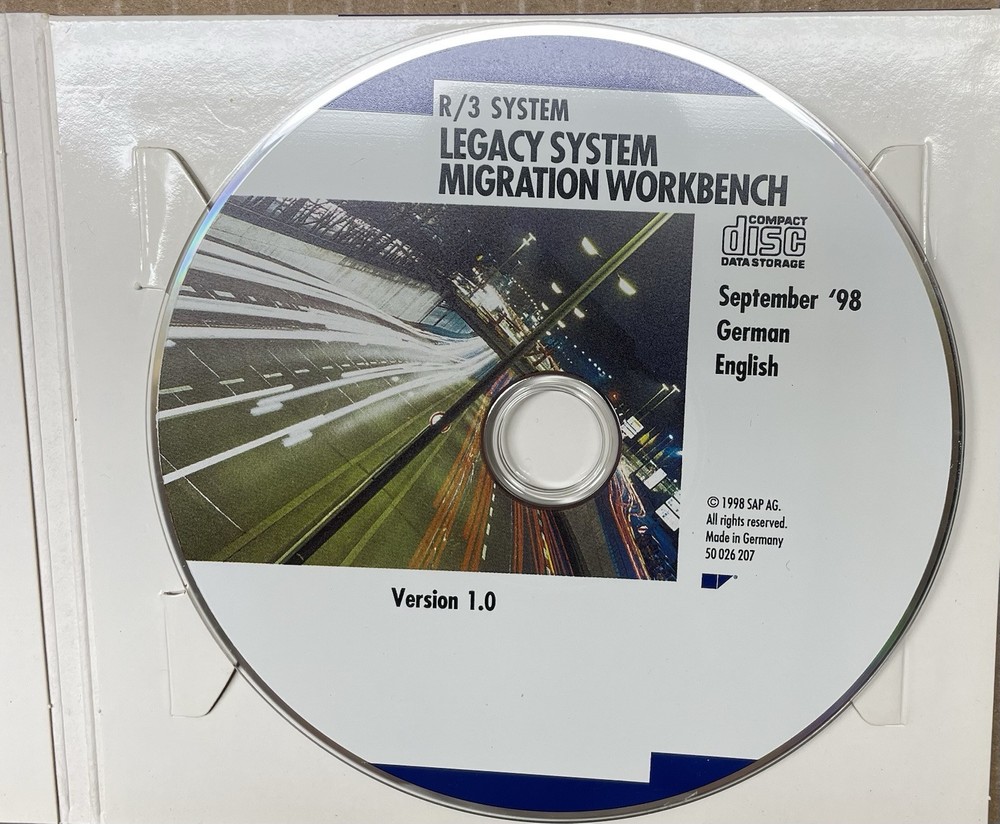 R/3 SYSTEM
LEGACY SYSTEM
MIGRATION WORKBENCH
COMPACT
disc
DATA STORAGE
September ‘98
German
English
© 1998 SAP AG.
All rights reserved.
Made in Germany
50 026 207
®
Version 1.0